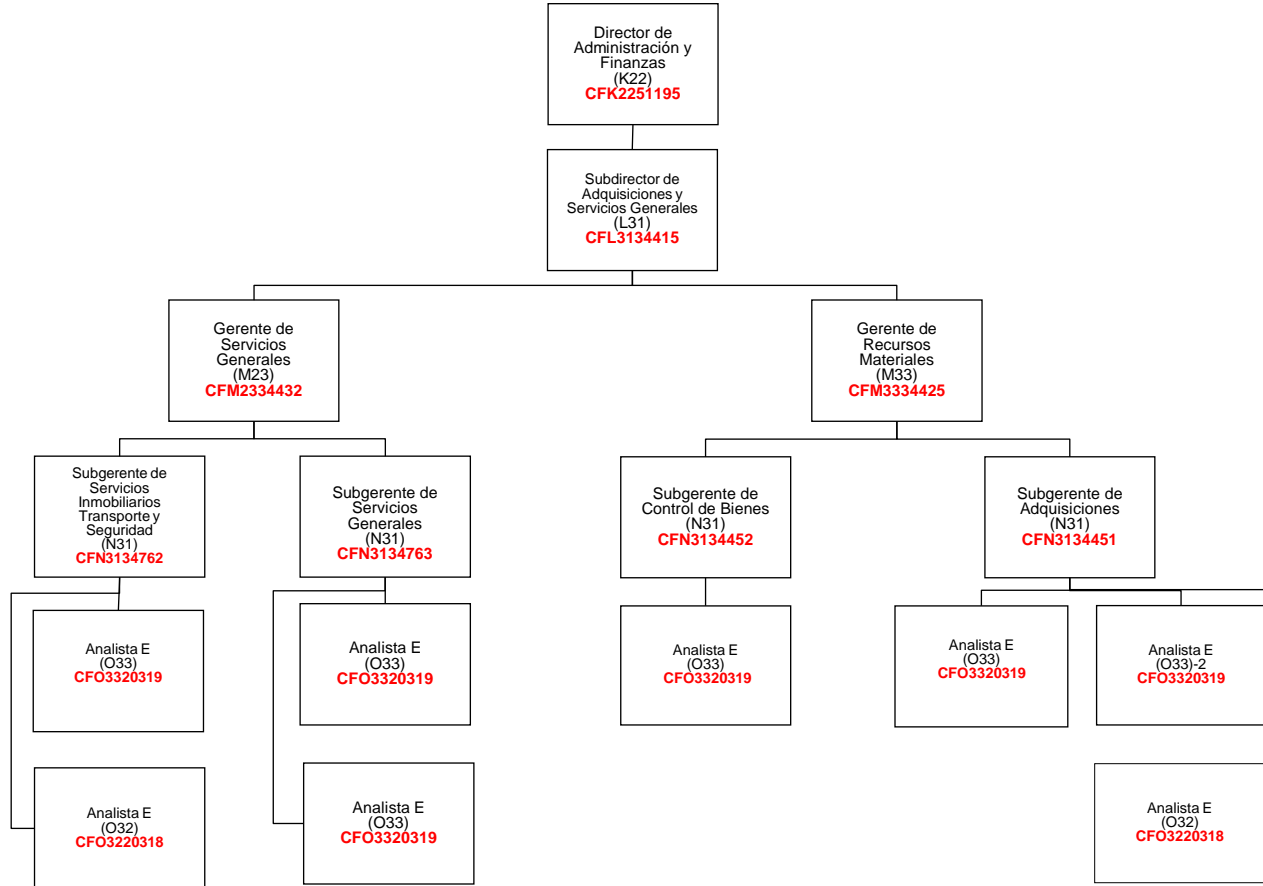 Director de
Administración y
Finanzas
(K22)
CFK2251195
Subdirector de
Adquisiciones y
Servicios Generales
(L31)
CFL3134415
Gerente de
Servicios
Generales
(M23)
CFM2334432
Gerente de
Recursos
Materiales
(M33)
CFM3334425
Subgerente de
Servicios
Inmobiliarios
Transporte y
Seguridad
(N31)
CFN3134762
Subgerente de
Servicios
Generales
(N31)
CFN3134763
Subgerente de
Control de Bienes
(N31)
CFN3134452
Subgerente de
Adquisiciones
(N31)
CFN3134451
Analista E
(O33)
CFO3320319
Analista E
(O33)
CFO3320319
Analista E
(O33)
CFO3320319
Analista E
(O33)
CFO3320319
Analista E
(O33)-2
CFO3320319
Analista E
(O32)
CFO3220318
Analista E
(O33)
CFO3320319
Analista E
(O32)
CFO3220318